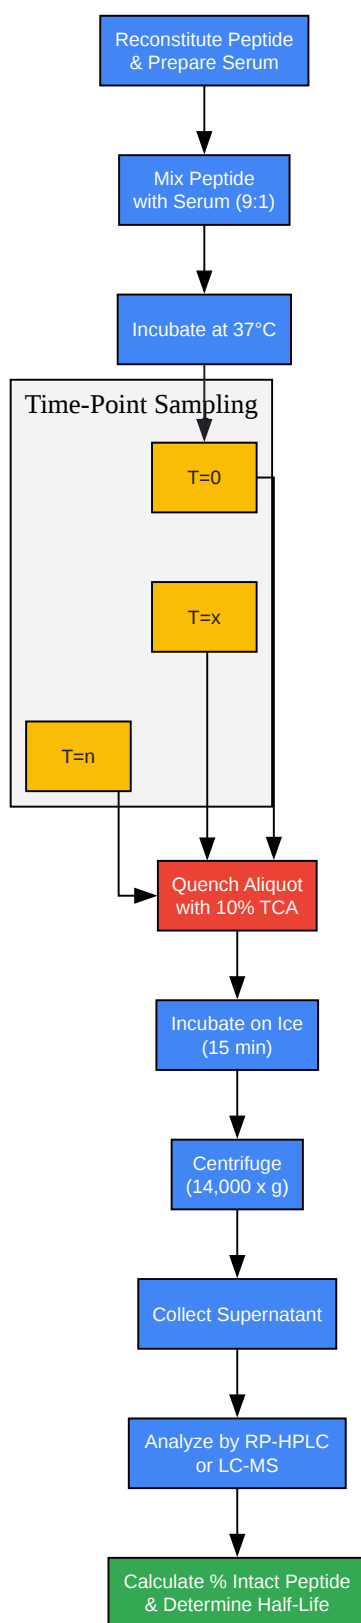 Reconstitute Peptide
& Prepare Serum
Mix Peptide
with Serum (9:1)
Incubate at 37°C
Time-Point Sampling
T=0
T=x
T=n
Quench Aliquot
with 10% TCA
Incubate on Ice
(15 min)
Centrifuge
(14,000 x g)
Collect Supernatant
Analyze by RP-HPLC
or LC-MS
Calculate % Intact Peptide
& Determine Half-Life